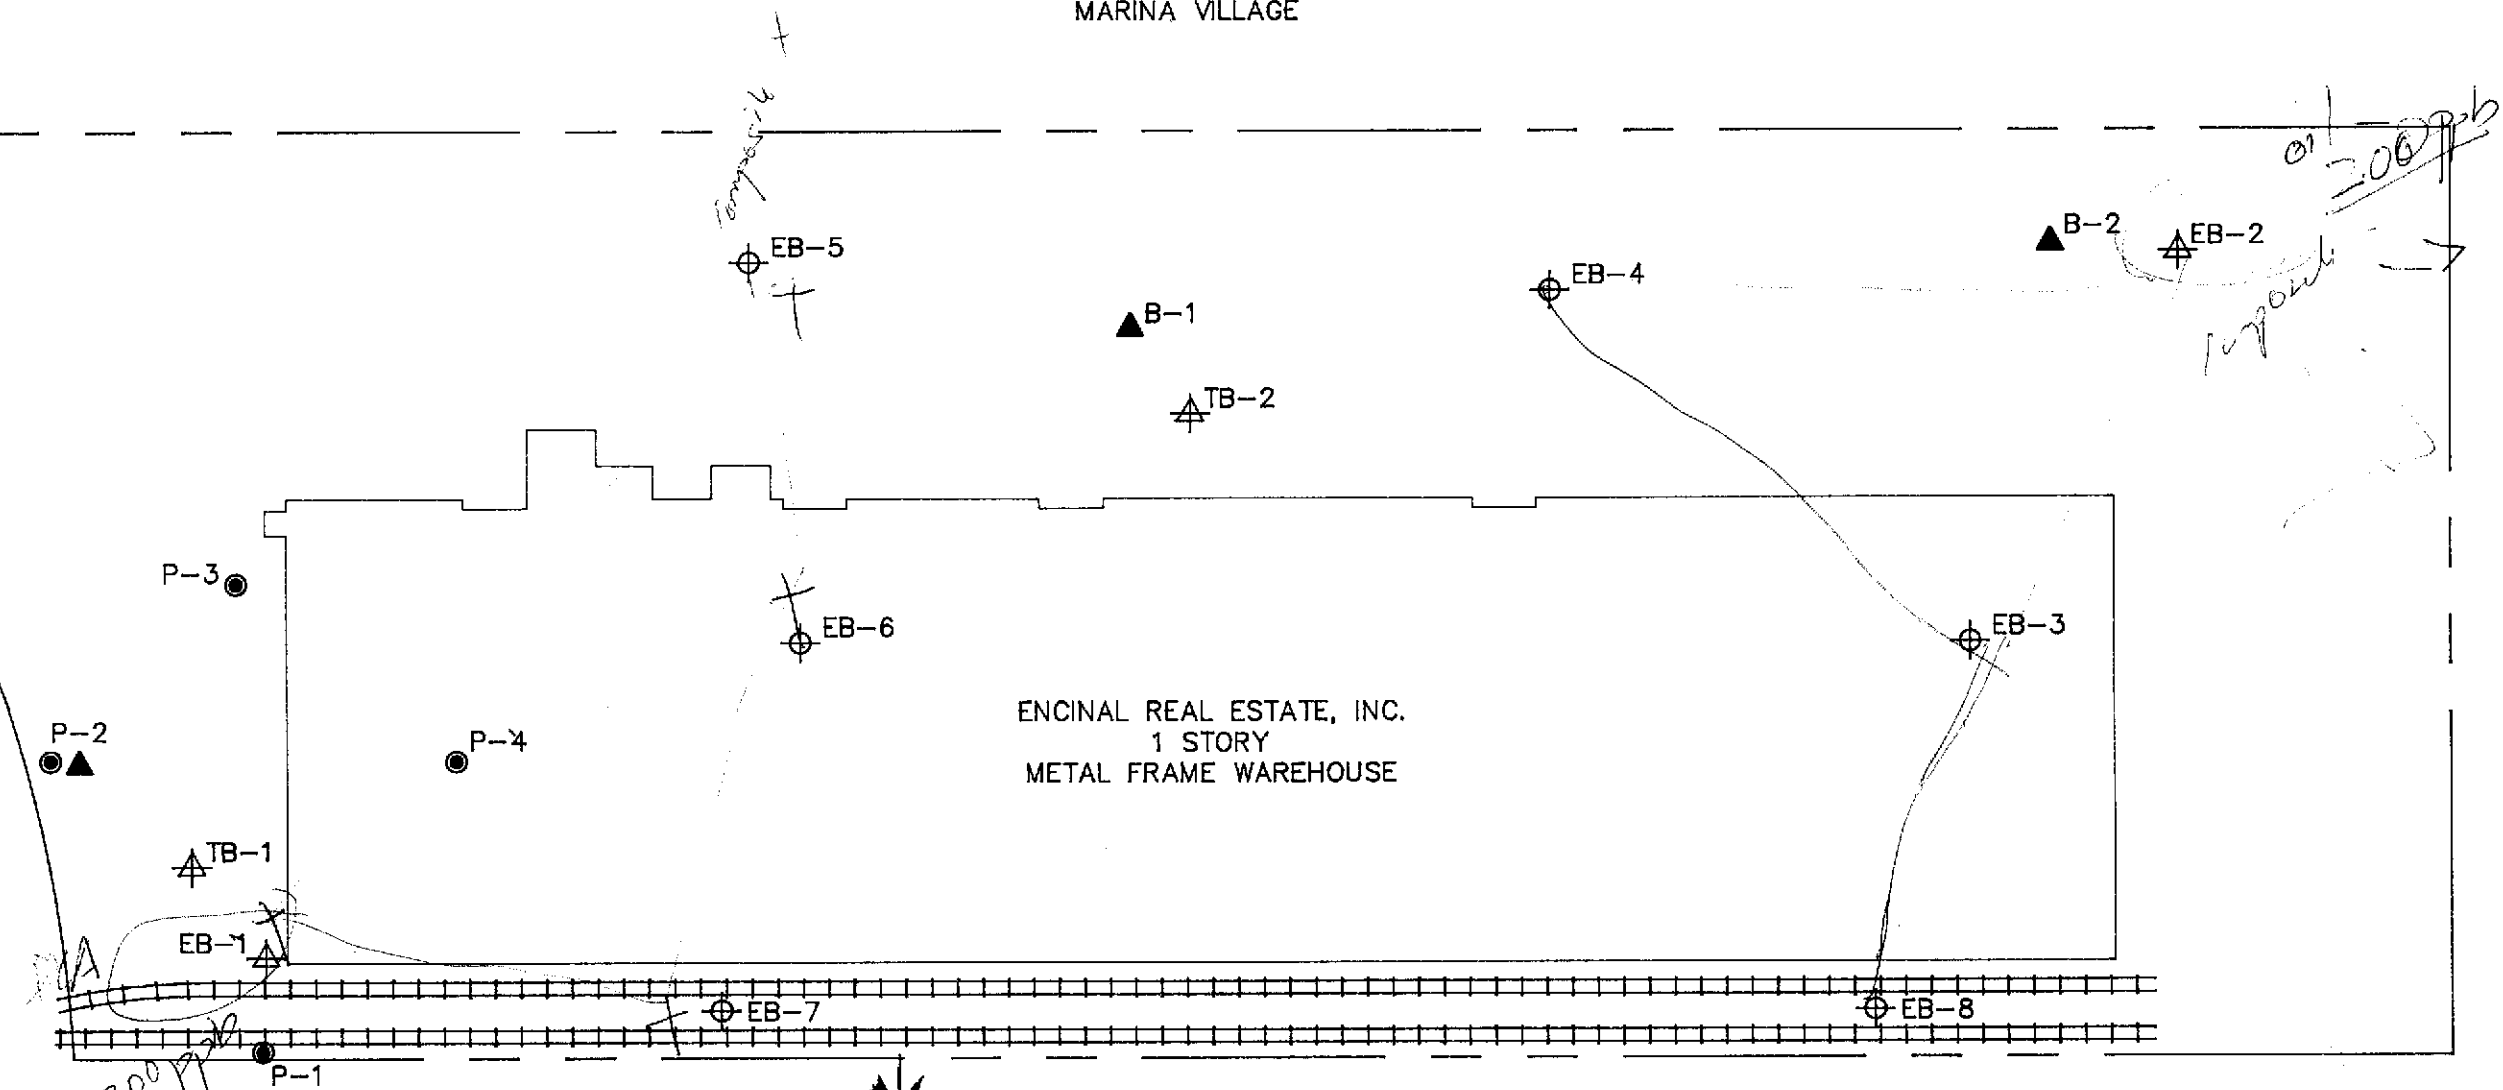 MARINA VILLAGE
EB-5
B-1
EB-4
B-2
EB-2
TB-2
P-3
EB-6
EB-3
ENCINAL REAL ESTATE, INC.
1 STORY
METAL FRAME WAREHOUSE
P-2
P-4
TB-1
EB-1
EB-7
EB-8
P-1